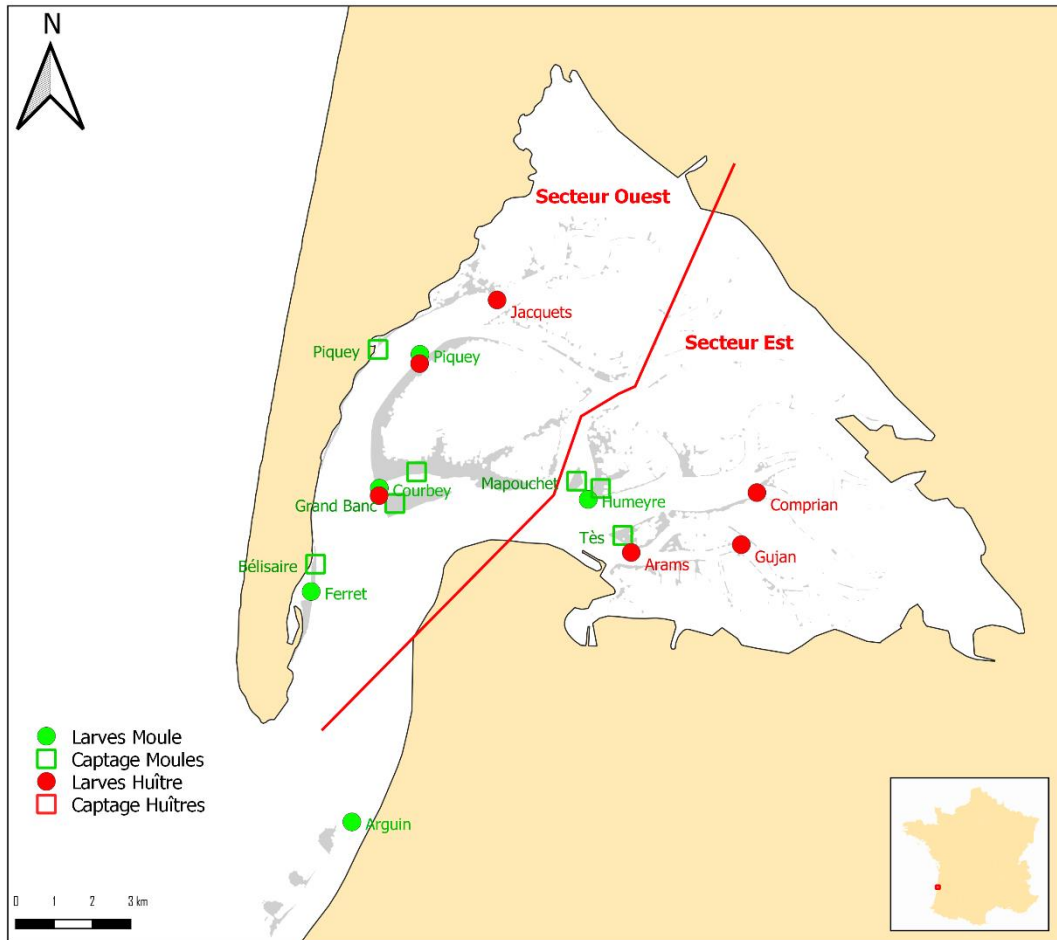 N
Secteur Ouest
Jacquets
Secteur Est
Piquey
Piquey
Courbey
Grand Banc
Mapouchet
Humeyre
Comprian
Tès
Arams
Gujan
Bélisaire
Ferret
Larves Moule
Captage Moules
Larves Huître
Captage Huîtres
Arguin
0 1 2 3 km